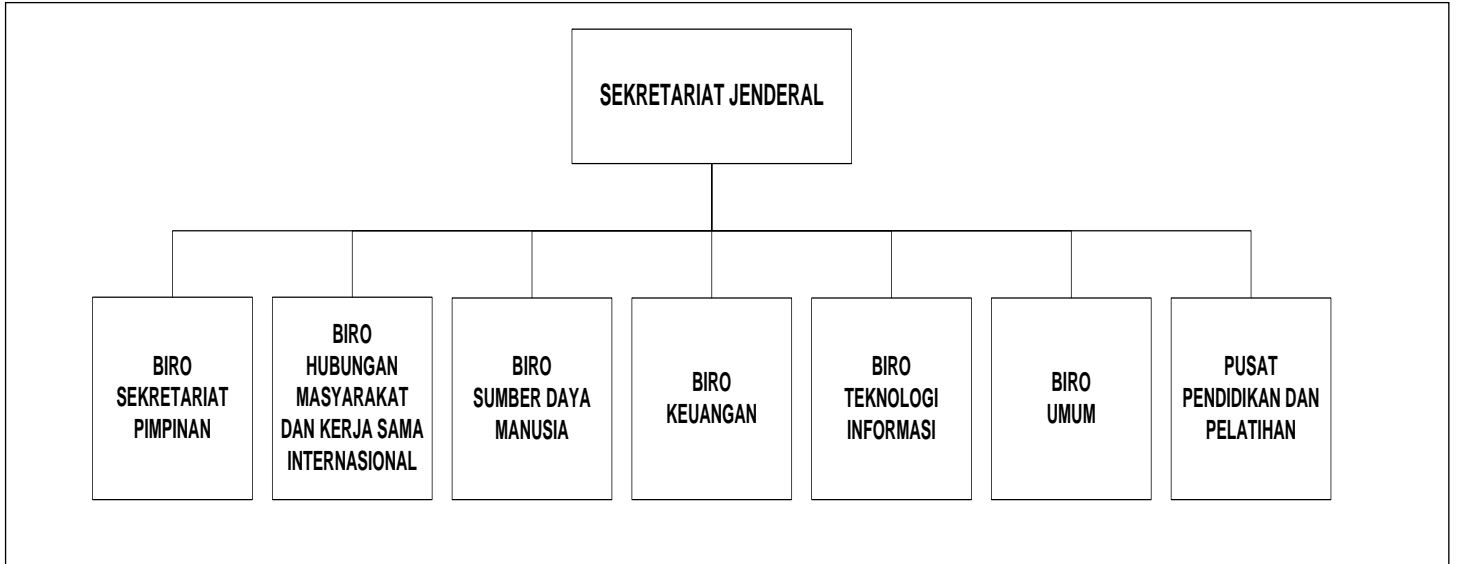 SEKRETARIAT JENDERAL
BIRO
SEKRETARIAT
PIMPINAN
BIRO
HUBUNGAN
MASYARAKAT
DAN KERJA SAMA
INTERNASIONAL
BIRO
SUMBER DAYA
MANUSIA
BIRO
KEUANGAN
BIRO
TEKNOLOGI
INFORMASI
BIRO
UMUM
PUSAT
PENDIDIKAN DAN
PELATIHAN